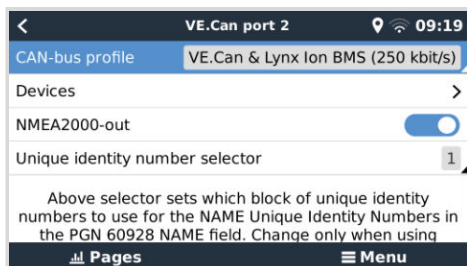 VE.Can port 2 09:19
CAN-bus profile VE.Can & Lynx Ion BMS (250 kbit/s)
Devices
NMEA2000-out
Unique identity number selector 1
Above selector sets which block of unique identity
numbers to use for the NAME Unique Identity Numbers in
the PGN 60928 NAME field. Change only when using
Pages Menu